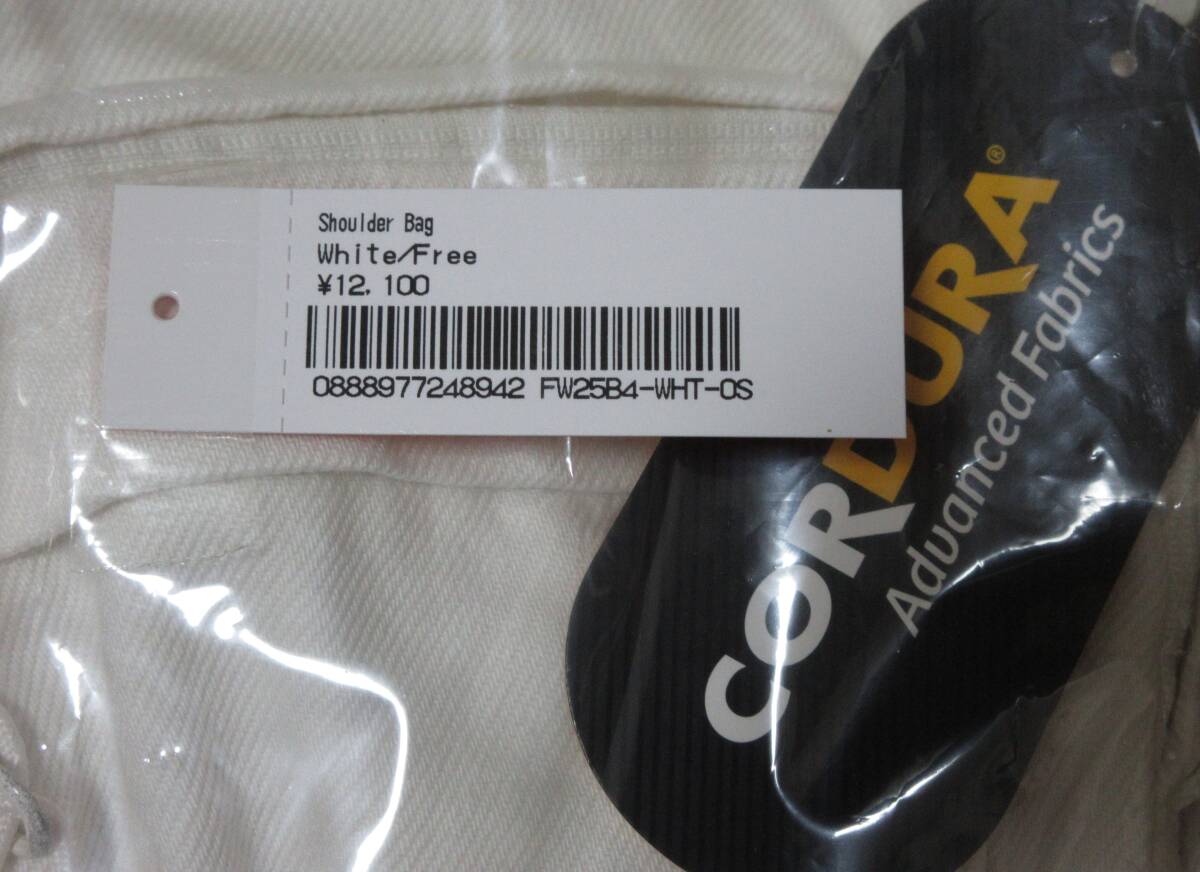 Shoulder Bag
White/Free
¥12,100
0888977248942 FW25B4-WHT-OS
CORDURA®
Advanced Fabrics